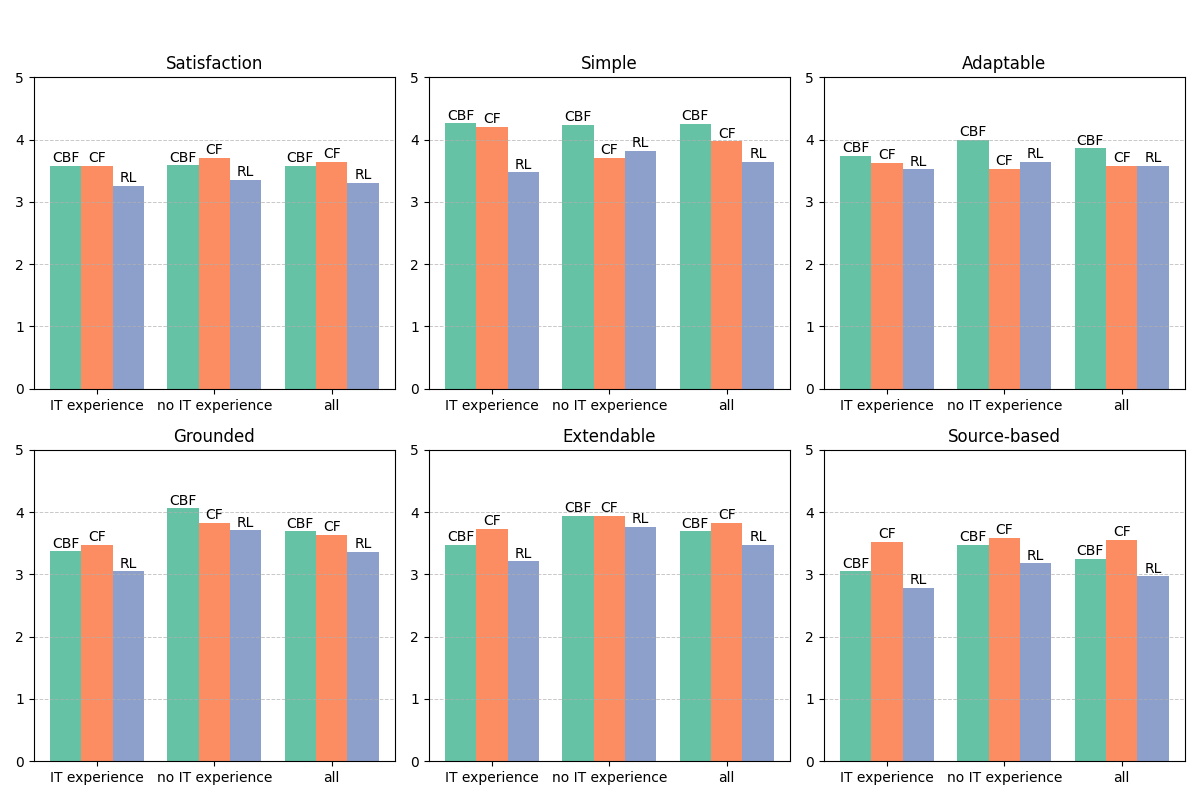 Satisfaction
5
4
3
2
1
0
CBF CF RL
CBF CF RL
CBF CF RL
IT experience no IT experience all
Simple
5
4
3
2
1
0
CBF CF RL
CBF CF RL
CBF CF RL
IT experience no IT experience all
Adaptable
5
4
3
2
1
0
CBF CF RL
CBF CF RL
CBF CF RL
IT experience no IT experience all
Grounded
5
4
3
2
1
0
CBF CF RL
CBF CF RL
CBF CF RL
IT experience no IT experience all
Extendable
5
4
3
2
1
0
CBF CF RL
CBF CF RL
CBF CF RL
IT experience no IT experience all
Source-based
5
4
3
2
1
0
CBF CF RL
CBF CF RL
CBF CF RL
IT experience no IT experience all